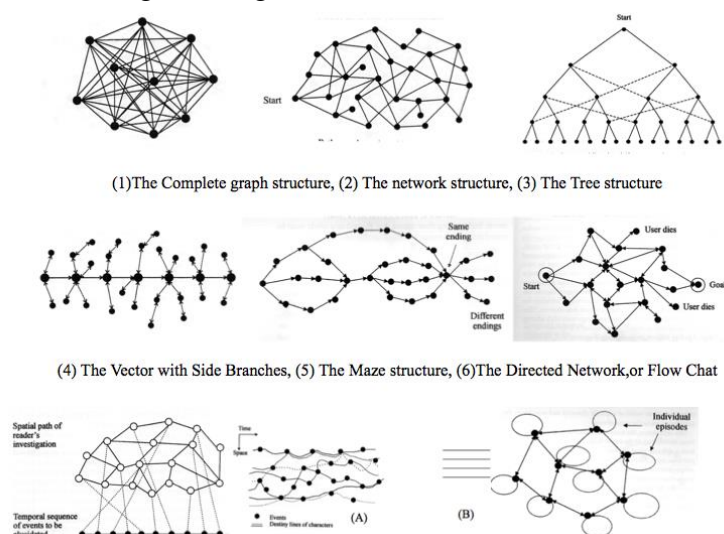 Start
Start
(1)The Complete graph structure, (2) The network structure, (3) The Tree structure
Same
ending
Different
endings
User dies
Start
Goa
User dies
(4) The Vector with Side Branches, (5) The Maze structure, (6)The Directed Network,or Flow Chat
Spatial path of
reader's
investigation
Temporal sequence
of events to be
Time
Space
Events
Destiny lines of characters
(A)
(B)
Individual
episodes